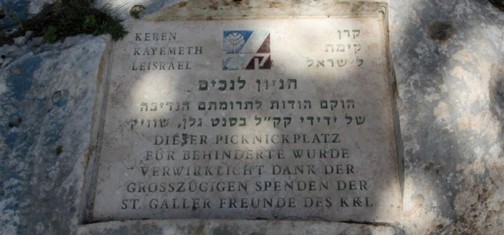 KEREN
KAYEMETH
LEISRAEL
קרן
קימת
לישראל
חניון לנכים
הוקם הודות לתרומתם הנדיבה
של ידידי קק"ל בסנט גלן, שוויץ
DIESER PICKNICKPLATZ
FÜR BEHINDERTE WURDE
VERWIRKLICHT DANK DER
GROSSZÜGIGEN SPENDEN DER
ST. GALLER FREUNDE DES KKL